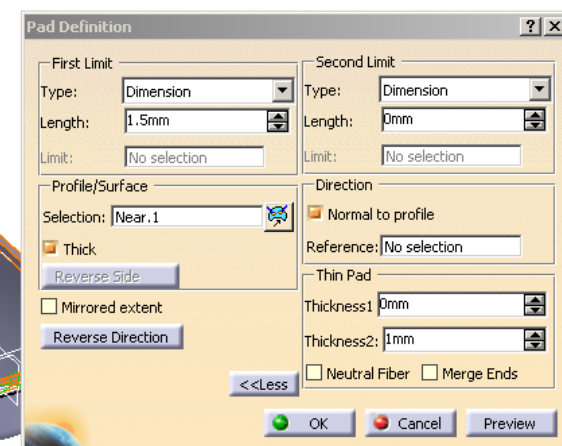 Pad Definition
First Limit
Type: Dimension
Length: 1.5mm
Limit: No selection
Profile/Surface
Selection: Near.1
Thick
Reverse Side
Mirrored extent
Reverse Direction
<<Less
Second Limit
Type: Dimension
Length: 0mm
Limit: No selection
Direction
Normal to profile
Reference: No selection
Thin Pad
Thickness1 0mm
Thickness2: 1mm
Neutral Fiber Merge Ends
OK Cancel Preview